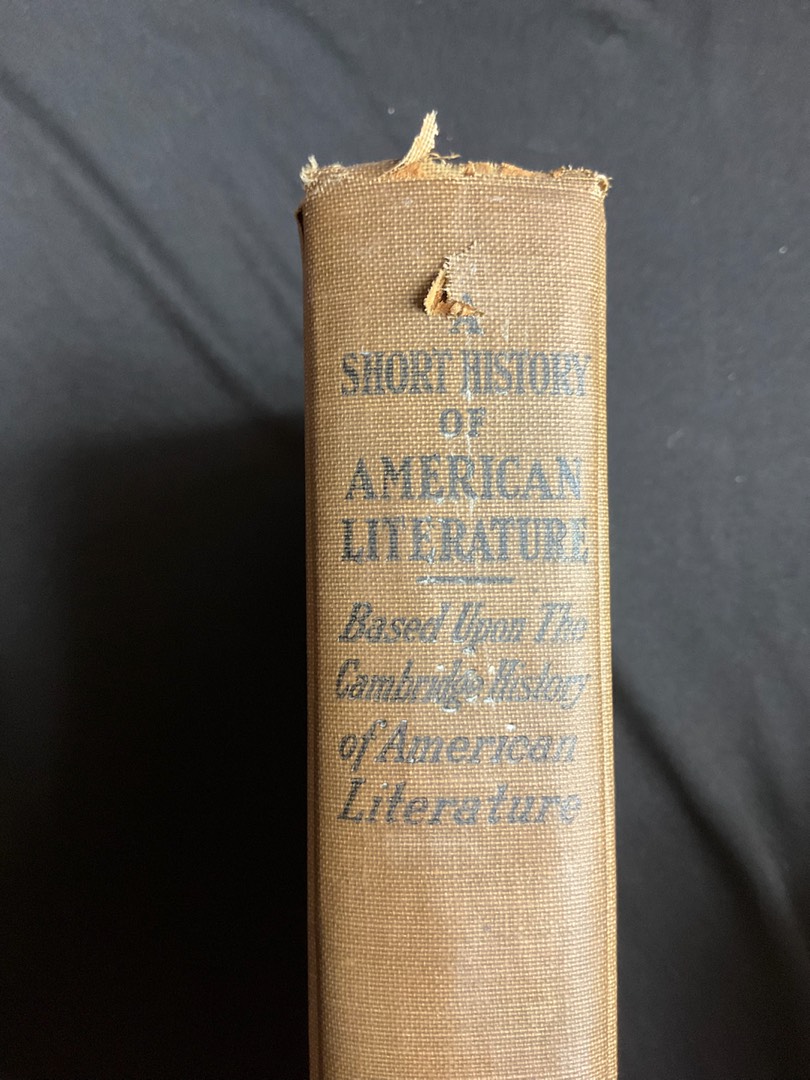 A
SHORT HISTORY
OF
AMERICAN
LITERATURE
Based Upon The
Cambridge History
of American
Literature